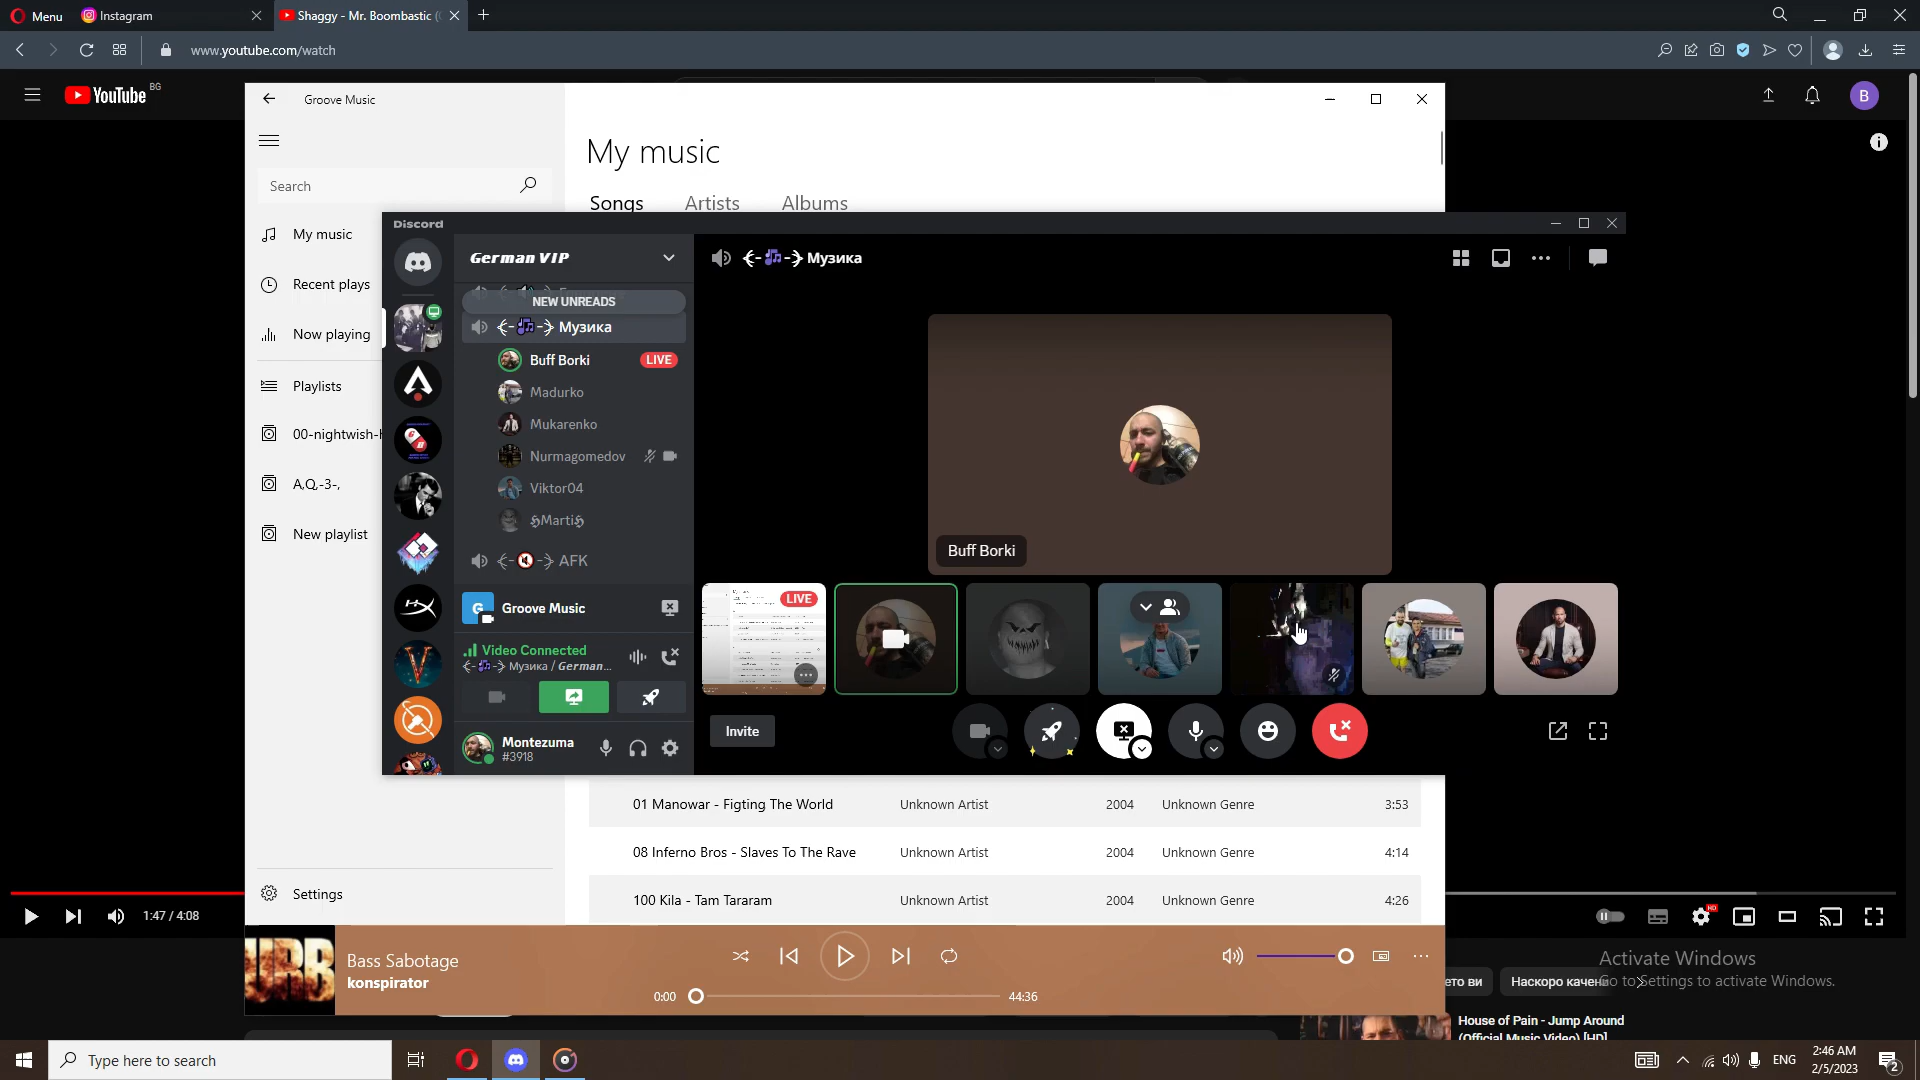 Menu
Instagram
Shaggy - Mr. Boombastic (
www.youtube.com/watch
YouTube BG
B
Groove Music
My music
Search
Songs Artists Albums
My music
Recent plays
Now playing
Playlists
00-nightwish-h
A,Q,-3-,
New playlist
Settings
Discord
German VIP
NEW UNREADS
Музика
Buff Borki LIVE
Madurko
Mukarenko
Nurmagomedov
Viktor04
ઠMartiઠ
AFK
G Groove Music
Video Connected
Музика / German...
Montezuma
#3918
Музика
Buff Borki
LIVE
Invite
01 Manowar - Figting The World Unknown Artist 2004 Unknown Genre 3:53
08 Inferno Bros - Slaves To The Rave Unknown Artist 2004 Unknown Genre 4:14
100 Kila - Tam Tararam Unknown Artist 2004 Unknown Genre 4:26
1:47 / 4:08
HD
URB
Bass Sabotage
konspirator
0:00 44:36
Activate Windows
Go to Settings to activate Windows.
ето ви
Наскоро качени
House of Pain - Jump Around
(Official Music Video) [HD]
Type here to search
ENG
2:46 AM
2/5/2023
2